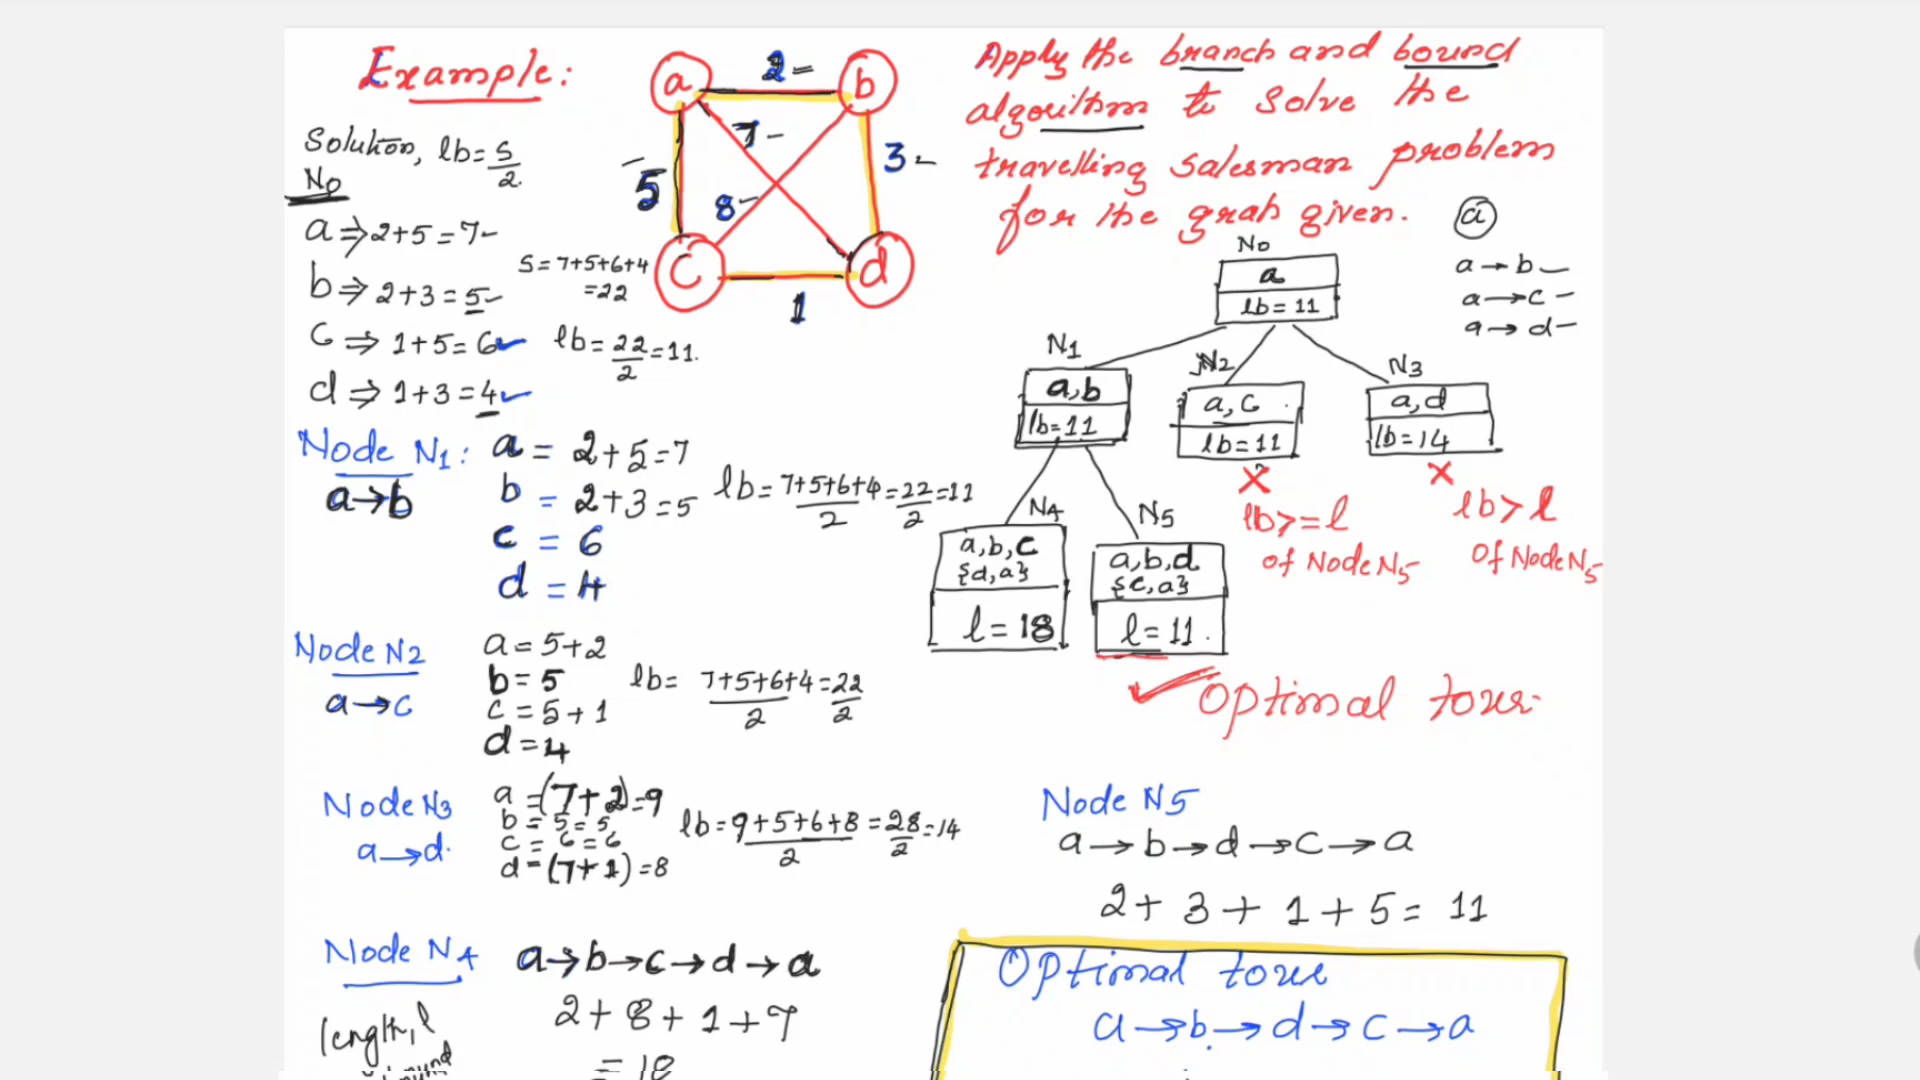 Example:
a 2 b
7
5 8 3
c d
1
Apply the branch and bound
algorithm to solve the
travelling salesman problem
for the grah given.
Solution, lb= S/2.
N0
a ⇒ 2+5=7
b ⇒ 2+3=5
c ⇒ 1+5=6
d ⇒ 1+3=4
S=7+5+6+4
=22
lb= 22/2 =11.
a
a→b
a→c
a→d
N0
a
lb=11
N1
a,b
lb=11
N2
a,c
lb=11
N3
a,d
lb=14
lb>=l
of Node N5
lb>l
Of Node N5
N4
a,b,c
{d,a}
l=18
N5
a,b,d
{c,a}
l=11.
✓ Optimal tour.
Node N1:
a→b
a = 2+5=7
b = 2+3=5
c = 6
d = 4
lb= 7+5+6+4/2 = 22/2 =11
Node N2
a→c
a=5+2
b=5
c=5+1
d=4
lb= 7+5+6+4/2 = 22/2
Node N3
a→d.
a =(7+2)=9
b = 5 = 5
c = 6 = 6
d =(7+1)=8
lb= 9+5+6+8/2 = 28/2 =14
Node N4
a→b→c→d→a
2+8+1+7
= 18
length, l
Node N5
a→b→d→c→a
2+3+1+5= 11
Optimal tour
a→b→d→c→a